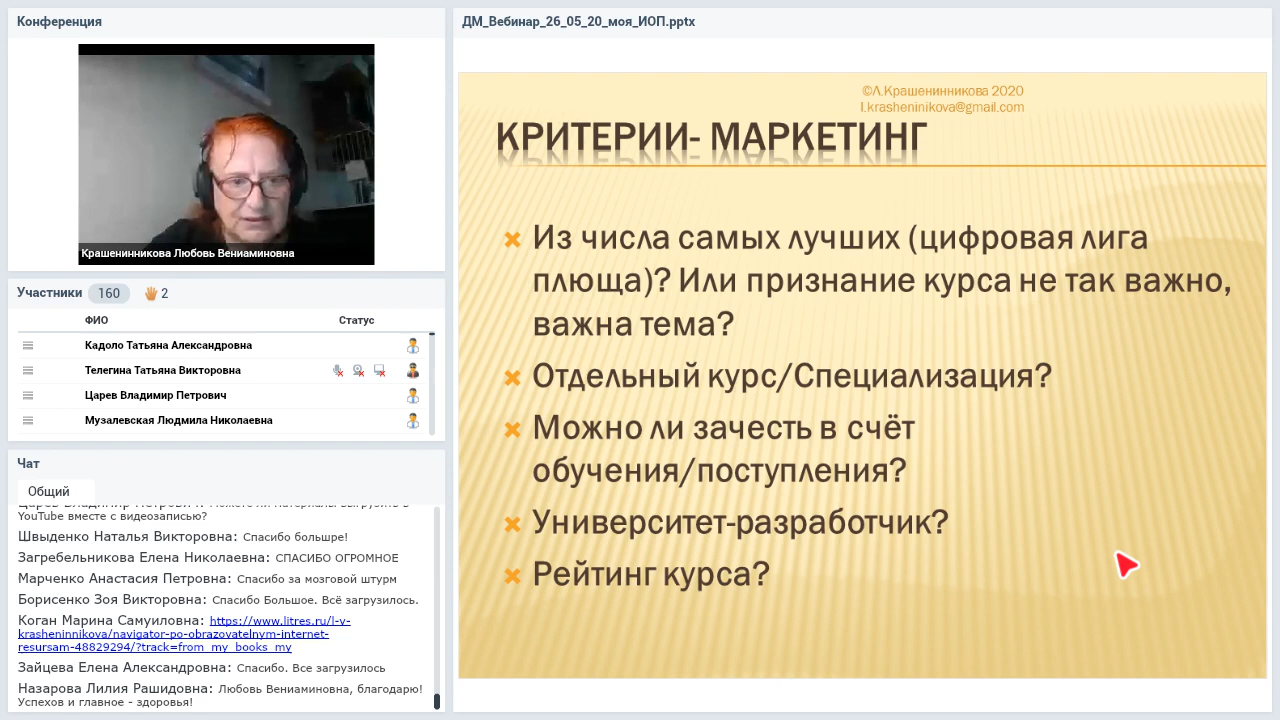 Конференция
Крашенинникова Любовь Вениаминовна
Участники 160 2
ФИО Статус
Кадоло Татьяна Александровна
Телегина Татьяна Викторовна
Царев Владимир Петрович
Музалевская Людмила Николаевна
Чат
Общий
YouTube вместе с видеозаписью?
Швыденко Наталья Викторовна: Спасибо большре!
Загребельникова Елена Николаевна: СПАСИБО ОГРОМНОЕ
Марченко Анастасия Петровна: Спасибо за мозговой штурм
Борисенко Зоя Викторовна: Спасибо Большое. Всё загрузилось.
Коган Марина Самуиловна: https://www.litres.ru/l-v-
krasheninnikova/navigator-po-obrazovatelnym-internet-
resursam-48829294/?track=from_my_books_my
Зайцева Елена Александровна: Спасибо. Все загрузилось
Назарова Лилия Рашидовна: Любовь Вениаминовна, благодарю!
Успехов и главное - здоровья!
ДМ_Вебинар_26_05_20_моя_ИОП.pptx
©Л.Крашенинникова 2020
l.krasheninikova@gmail.com
КРИТЕРИИ- МАРКЕТИНГ
Из числа самых лучших (цифровая лига
плюща)? Или признание курса не так важно,
важна тема?
Отдельный курс/Специализация?
Можно ли зачесть в счёт
обучения/поступления?
Университет-разработчик?
Рейтинг курса?